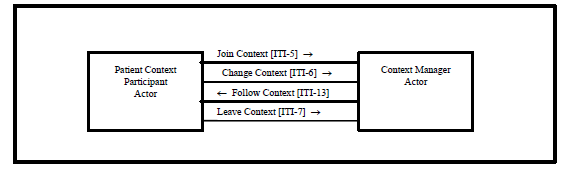 Join Context [ITI-5] →
Change Context [ITI-6] →
← Follow Context [ITI-13]
Leave Context [ITI-7] →
Patient Context
Participant
Actor
Context Manager
Actor